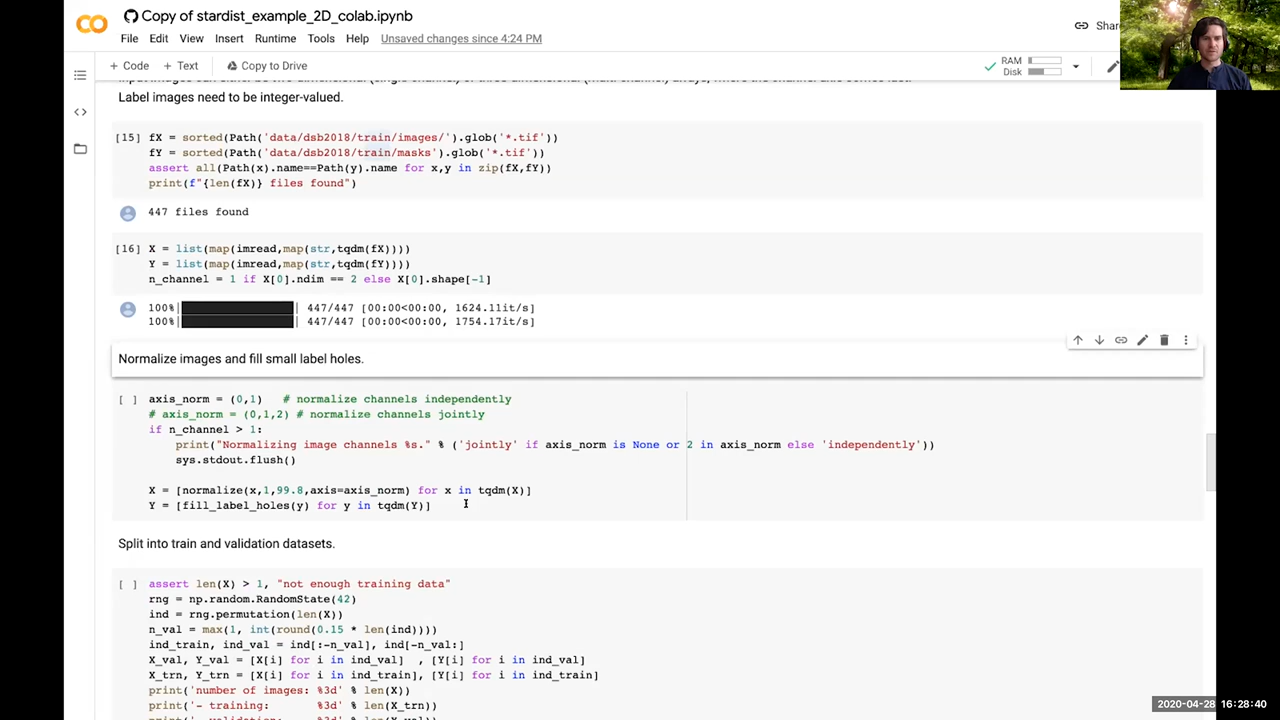 Copy of stardist_example_2D_colab.ipynb
File Edit View Insert Runtime Tools Help Unsaved changes since 4:24 PM
Shar
+ Code + Text Copy to Drive
RAM
Disk
Label images need to be integer-valued.
[15] fX = sorted(Path('data/dsb2018/train/images/').glob('*.tif'))
fY = sorted(Path('data/dsb2018/train/masks').glob('*.tif'))
assert all(Path(x).name==Path(y).name for x,y in zip(fX,fY))
print(f"{len(fX)} files found")
447 files found
[16] X = list(map(imread,map(str,tqdm(fX))))
Y = list(map(imread,map(str,tqdm(fY))))
n_channel = 1 if X[0].ndim == 2 else X[0].shape[-1]
100%| | 447/447 [00:00<00:00, 1624.11it/s]
100%| | 447/447 [00:00<00:00, 1754.17it/s]
Normalize images and fill small label holes.
[ ] axis_norm = (0,1) # normalize channels independently
# axis_norm = (0,1,2) # normalize channels jointly
if n_channel > 1:
print("Normalizing image channels %s." % ('jointly' if axis_norm is None or 2 in axis_norm else 'independently'))
sys.stdout.flush()
X = [normalize(x,1,99.8,axis=axis_norm) for x in tqdm(X)]
Y = [fill_label_holes(y) for y in tqdm(Y)]
Split into train and validation datasets.
[ ] assert len(X) > 1, "not enough training data"
rng = np.random.RandomState(42)
ind = rng.permutation(len(X))
n_val = max(1, int(round(0.15 * len(ind))))
ind_train, ind_val = ind[:-n_val], ind[-n_val:]
X_val, Y_val = [X[i] for i in ind_val] , [Y[i] for i in ind_val]
X_trn, Y_trn = [X[i] for i in ind_train], [Y[i] for i in ind_train]
print('number of images: %3d' % len(X))
print('- training: %3d' % len(X_trn))
2020-04-28 16:28:40